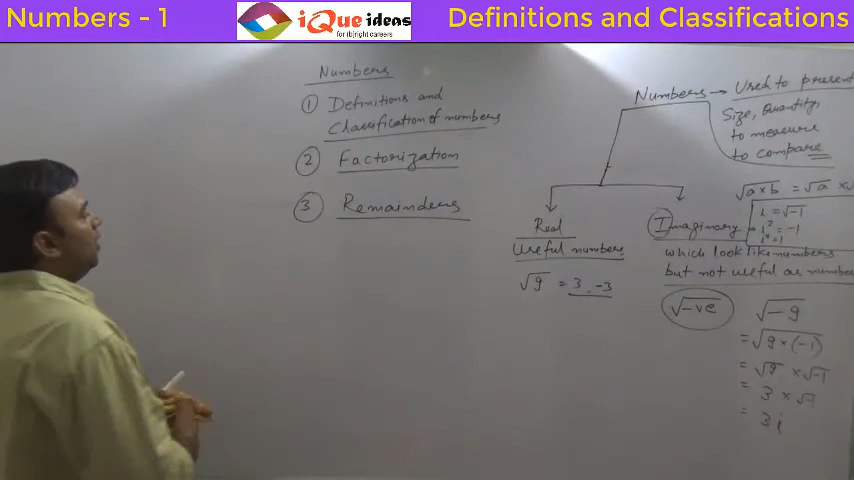 Numbers - 1
iQue ideas
for (b)right careers
Definitions and Classifications
Numbers
① Definitions and
Classification of numbers
② Factorization
③ Remainders
Numbers → Used to present
Size, Quantity,
to measure
to compare
Real
Useful numbers
√9 = 3, -3
Imaginary
which look like numbers
but not useful as numbers
√a×b = √a ×√
i = √-1
i² = -1
i⁴ = 1
√-ve
√-9
= √9×(-1)
= √9 × √-1
= 3 × √-1
= 3i